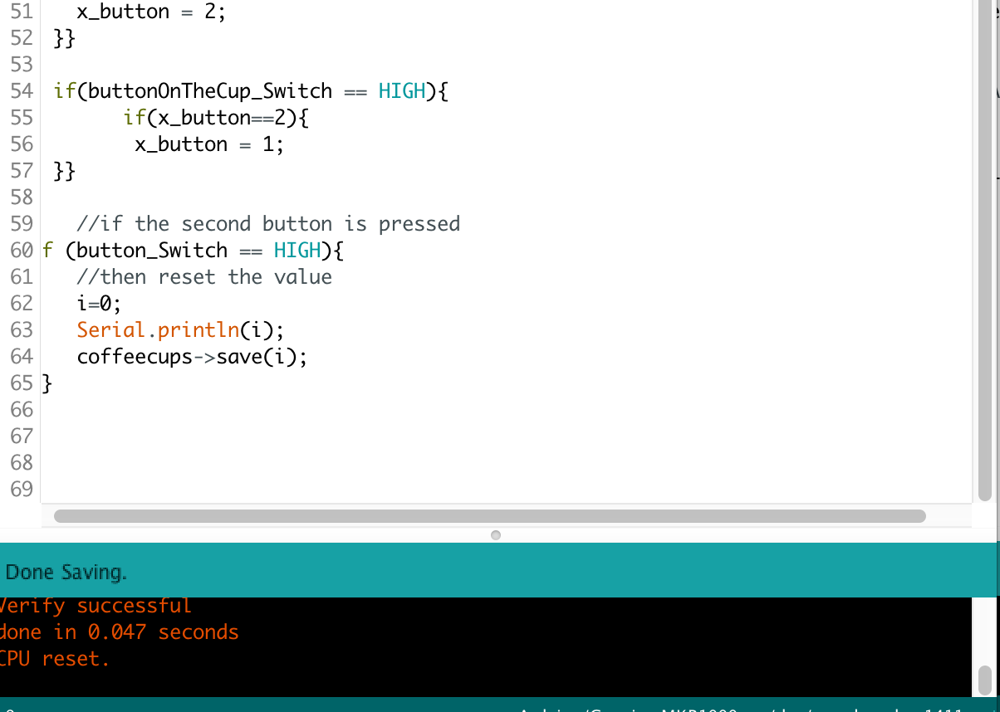 51 x_button = 2;
52 }}
53
54 if(buttonOnTheCup_Switch == HIGH){
55 if(x_button==2){
56 x_button = 1;
57 }}
58
59 //if the second button is pressed
60 f (button_Switch == HIGH){
61 //then reset the value
62 i=0;
63 Serial.println(i);
64 coffeecups->save(i);
65 }
66
67
68
69
Done Saving.
Verify successful
done in 0.047 seconds
CPU reset.